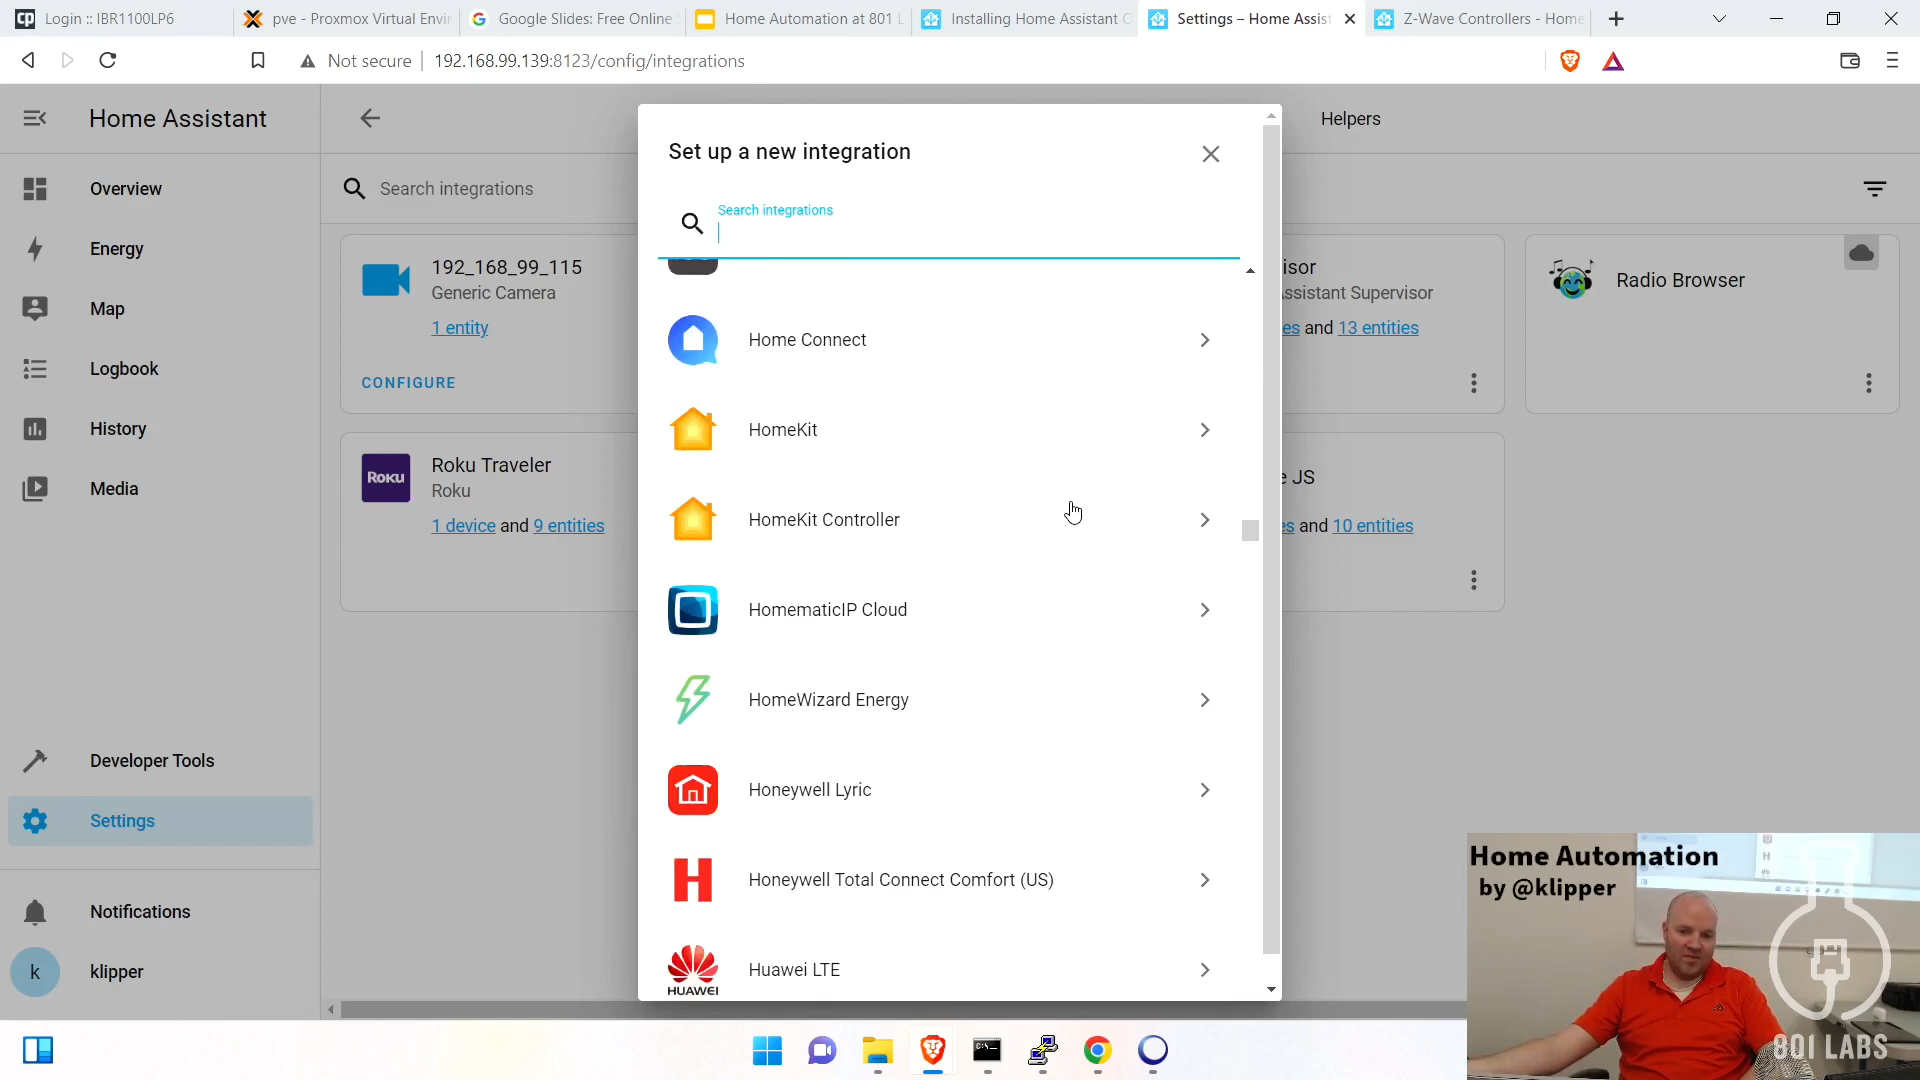 Login :: IBR1100LP6
pve - Proxmox Virtual Envir
Google Slides: Free Online
Home Automation at 801 L
Installing Home Assistant O
Settings – Home Assist
Z-Wave Controllers - Home
Not secure
192.168.99.139:8123/config/integrations
Home Assistant
Helpers
Overview
Energy
Map
Logbook
History
Media
Developer Tools
Settings
Notifications
k
klipper
Search integrations
192_168_99_115
Generic Camera
1 entity
CONFIGURE
ROKU
Roku Traveler
Roku
1 device and 9 entities
Set up a new integration
Search integrations
Home Connect
HomeKit
HomeKit Controller
HomematicIP Cloud
HomeWizard Energy
Honeywell Lyric
H
Honeywell Total Connect Comfort (US)
HUAWEI
Huawei LTE
isor
ssistant Supervisor
es and 13 entities
Radio Browser
JS
es and 10 entities
Home Automation
by @klipper
801 LABS